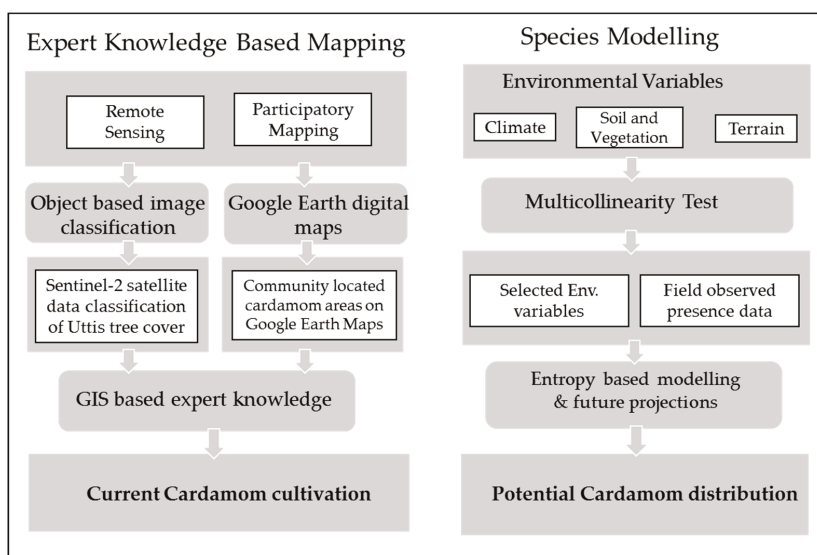 Expert Knowledge Based Mapping
Remote
Sensing
Participatory
Mapping
Object based image
classification
Google Earth digital
maps
Sentinel-2 satellite
data classification
of Uttis tree cover
Community located
cardamom areas on
Google Earth Maps
GIS based expert knowledge
Current Cardamom cultivation
Species Modelling
Environmental Variables
Climate
Soil and
Vegetation
Terrain
Multicollinearity Test
Selected Env.
variables
Field observed
presence data
Entropy based modelling
& future projections
Potential Cardamom distribution